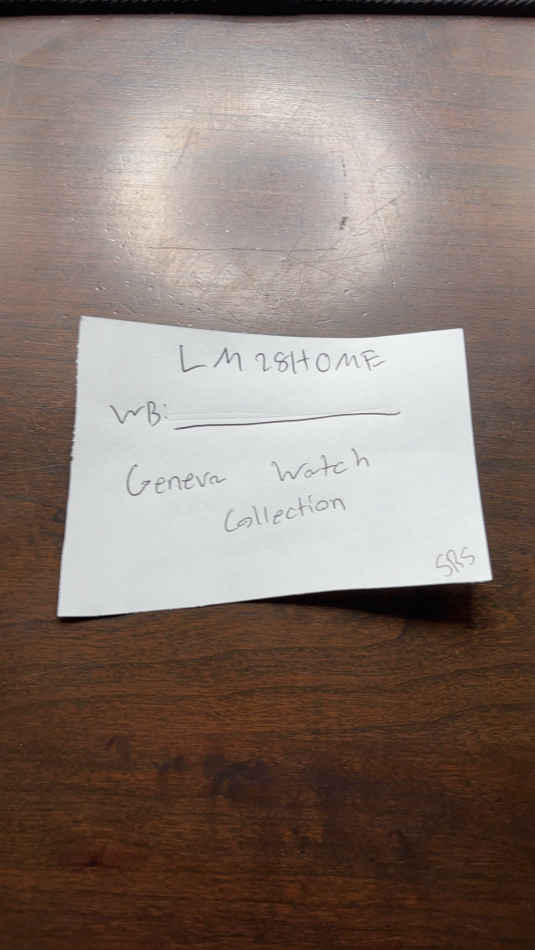 LM28HOME
WB:
Geneva Watch
Collection
SRS